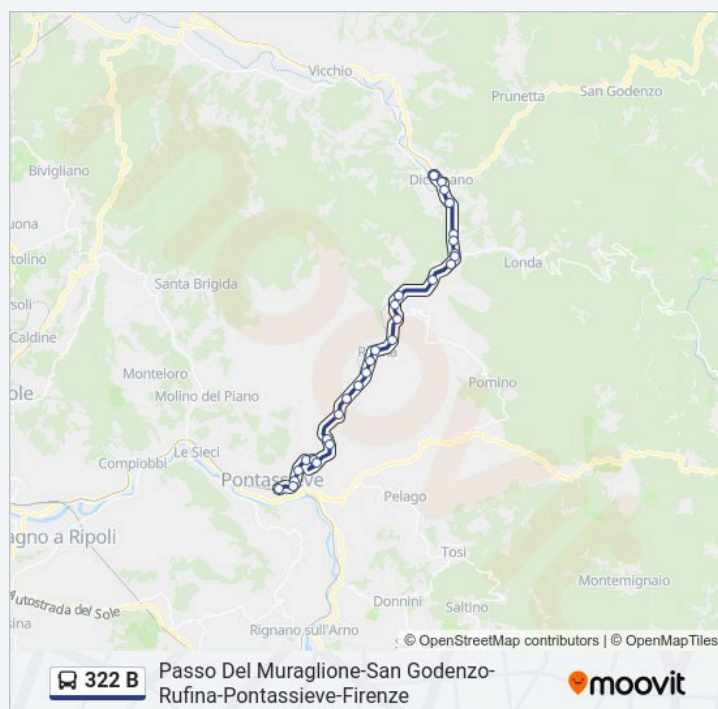 Vicchio
Prunetta
San Godenzo
Bivigliano
Londa
Santa Brigida
Caldine
Monteloro
Molino del Piano
Pomino
Le Sieci
Compiobbi
Pontassieve
Pelago
agno a Ripoli
Tosi
Montemignaio
Autostrada del Sole
Donnini
Saltino
Rignano sull'Arno
© OpenStreetMap contributors | © OpenMapTiles
322 B
Passo Del Muraglione-San Godenzo-
Rufina-Pontassieve-Firenze
moovit